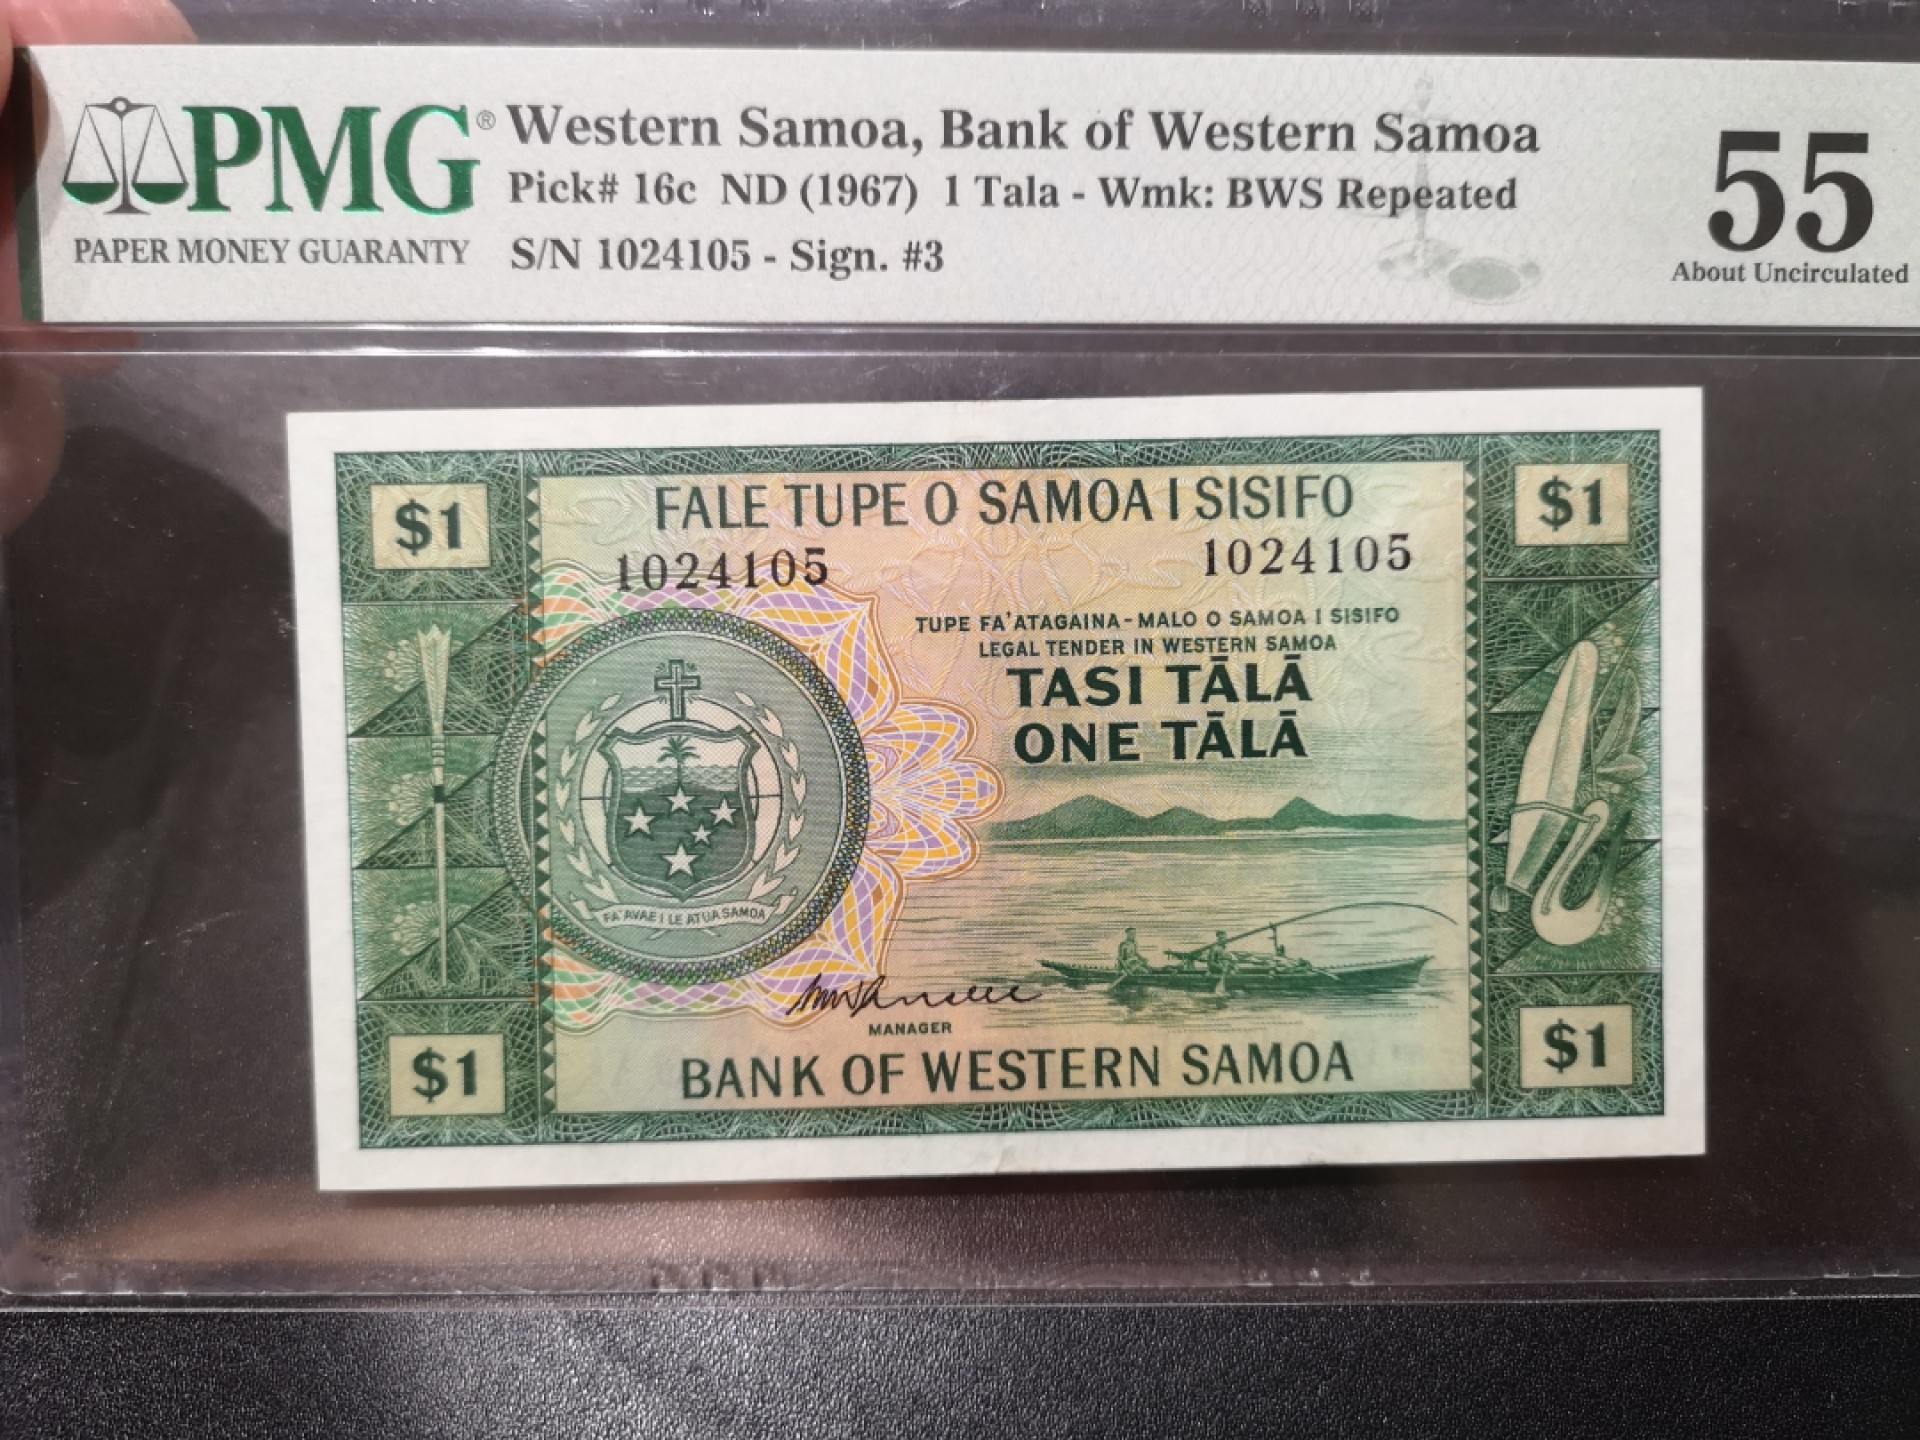 PMG®
PAPER MONEY GUARANTY
Western Samoa, Bank of Western Samoa
Pick# 16c ND (1967) 1 Tala - Wmk: BWS Repeated
S/N 1024105 - Sign. #3
55
About Uncirculated
$1
FALE TUPE O SAMOA I SISIFO
$1
1024105
1024105
TUPE FA'ATAGAINA - MALO O SAMOA I SISIFO
LEGAL TENDER IN WESTERN SAMOA
TASI TĀLĀ
ONE TĀLĀ
FA'AVAE I LE ATUA SAMOA
MANAGER
$1
BANK OF WESTERN SAMOA
$1